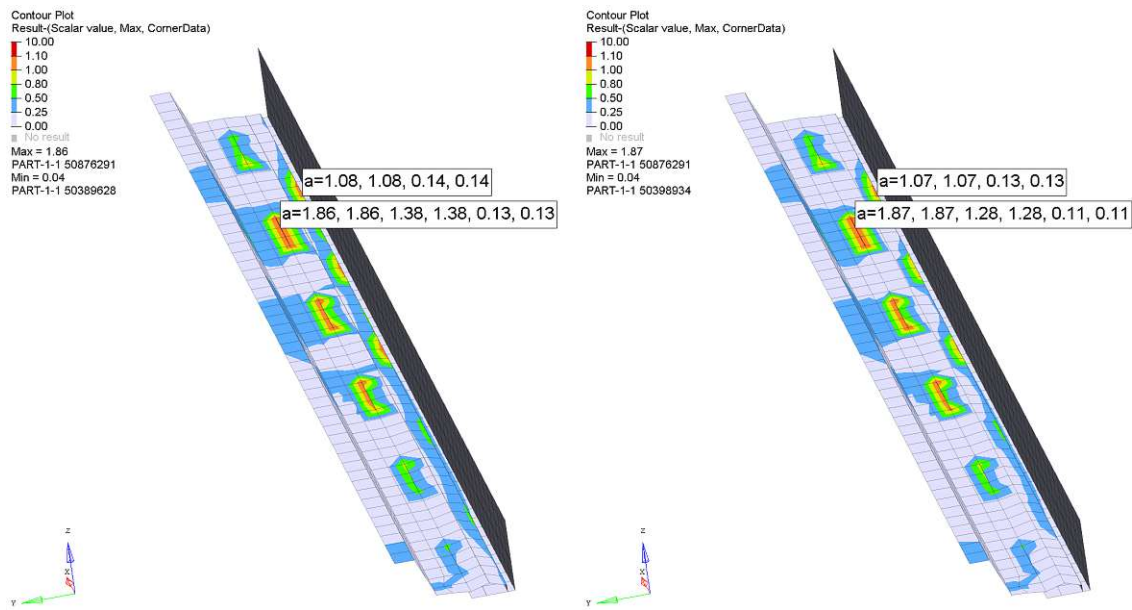 Contour Plot
Result-(Scalar value, Max, CornerData)
10.00
1.10
1.00
0.80
0.50
0.25
0.00
No result
Max = 1.86
PART-1-1 50876291
Min = 0.04
PART-1-1 50389628
a=1.08, 1.08, 0.14, 0.14
a=1.86, 1.86, 1.38, 1.38, 0.13, 0.13
Z
X
Y
Contour Plot
Result-(Scalar value, Max, CornerData)
10.00
1.10
1.00
0.80
0.50
0.25
0.00
No result
Max = 1.87
PART-1-1 50876291
Min = 0.04
PART-1-1 50398934
a=1.07, 1.07, 0.13, 0.13
a=1.87, 1.87, 1.28, 1.28, 0.11, 0.11
Z
X
Y